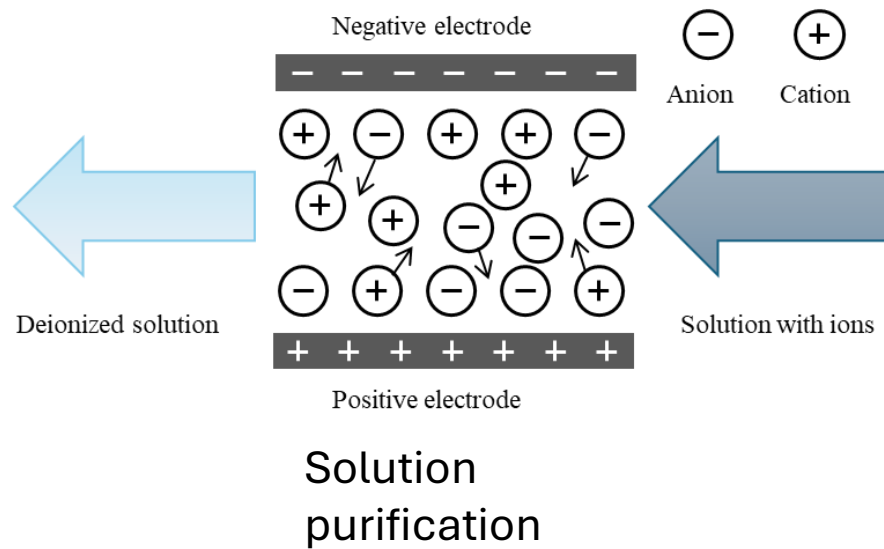 Negative electrode
− − − − − − −
Anion
Cation
+ − + + −
+
+ + − − −
− + − − +
Deionized solution
Solution with ions
+ + + + + + +
Positive electrode
Solution
purification